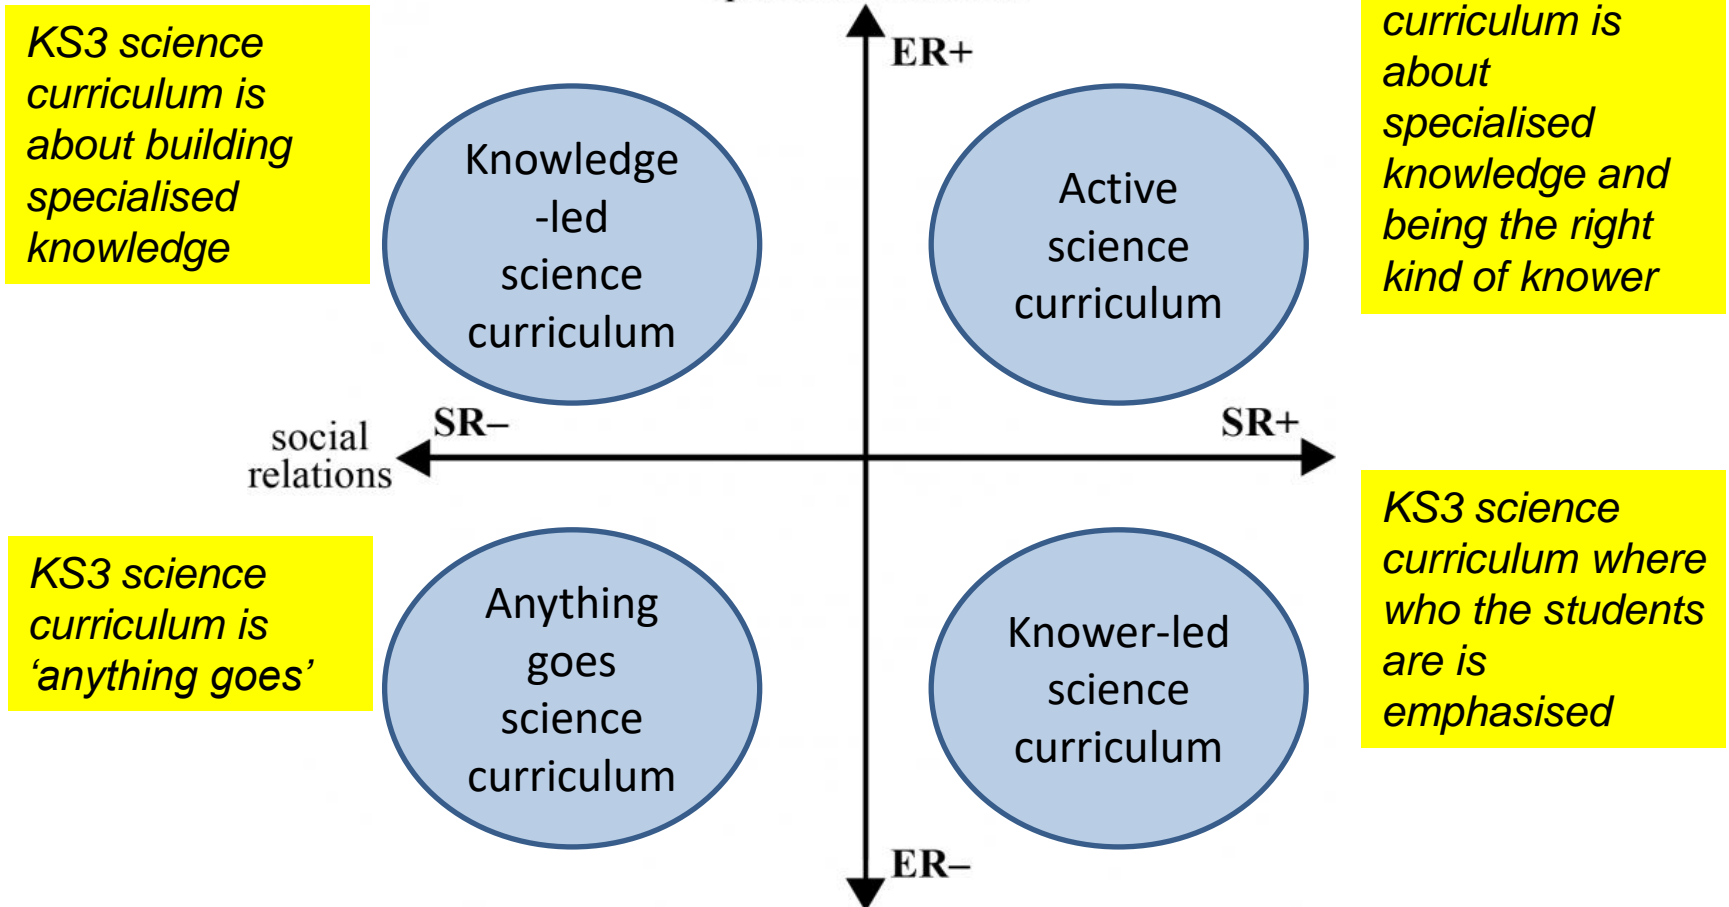 KS3 science
curriculum is
about building
specialised
knowledge
ER+
curriculum is
about
specialised
knowledge and
being the right
kind of knower
Knowledge
-led
science
curriculum
Active
science
curriculum
social
relations
SR–
SR+
KS3 science
curriculum is
‘anything goes’
Anything
goes
science
curriculum
Knower-led
science
curriculum
KS3 science
curriculum where
who the students
are is
emphasised
ER–